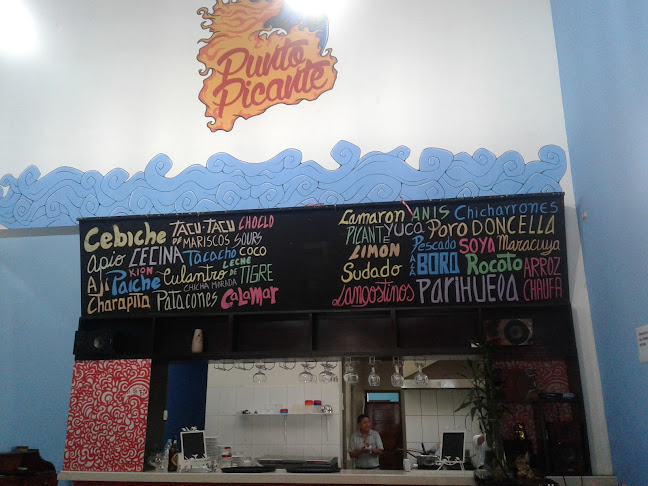 Punto
Picante
Cebiche TACU-TACU CHOCLO
DE MARISCOS SOURS
Apio CECINA Tacacho COCO
AJÍ Paiche KION Culantro LECHE DE TIGRE
CHICHA MORADA
Charapita Patacones Calamar
Camaron ANIS Chicharrones
PICANTE Yuca Poro DONCELLA
LIMON Pescado SOYA Maracuya
Sudado BORO Rocoto ARROZ
Langostinos PARIHUELA CHAUFA